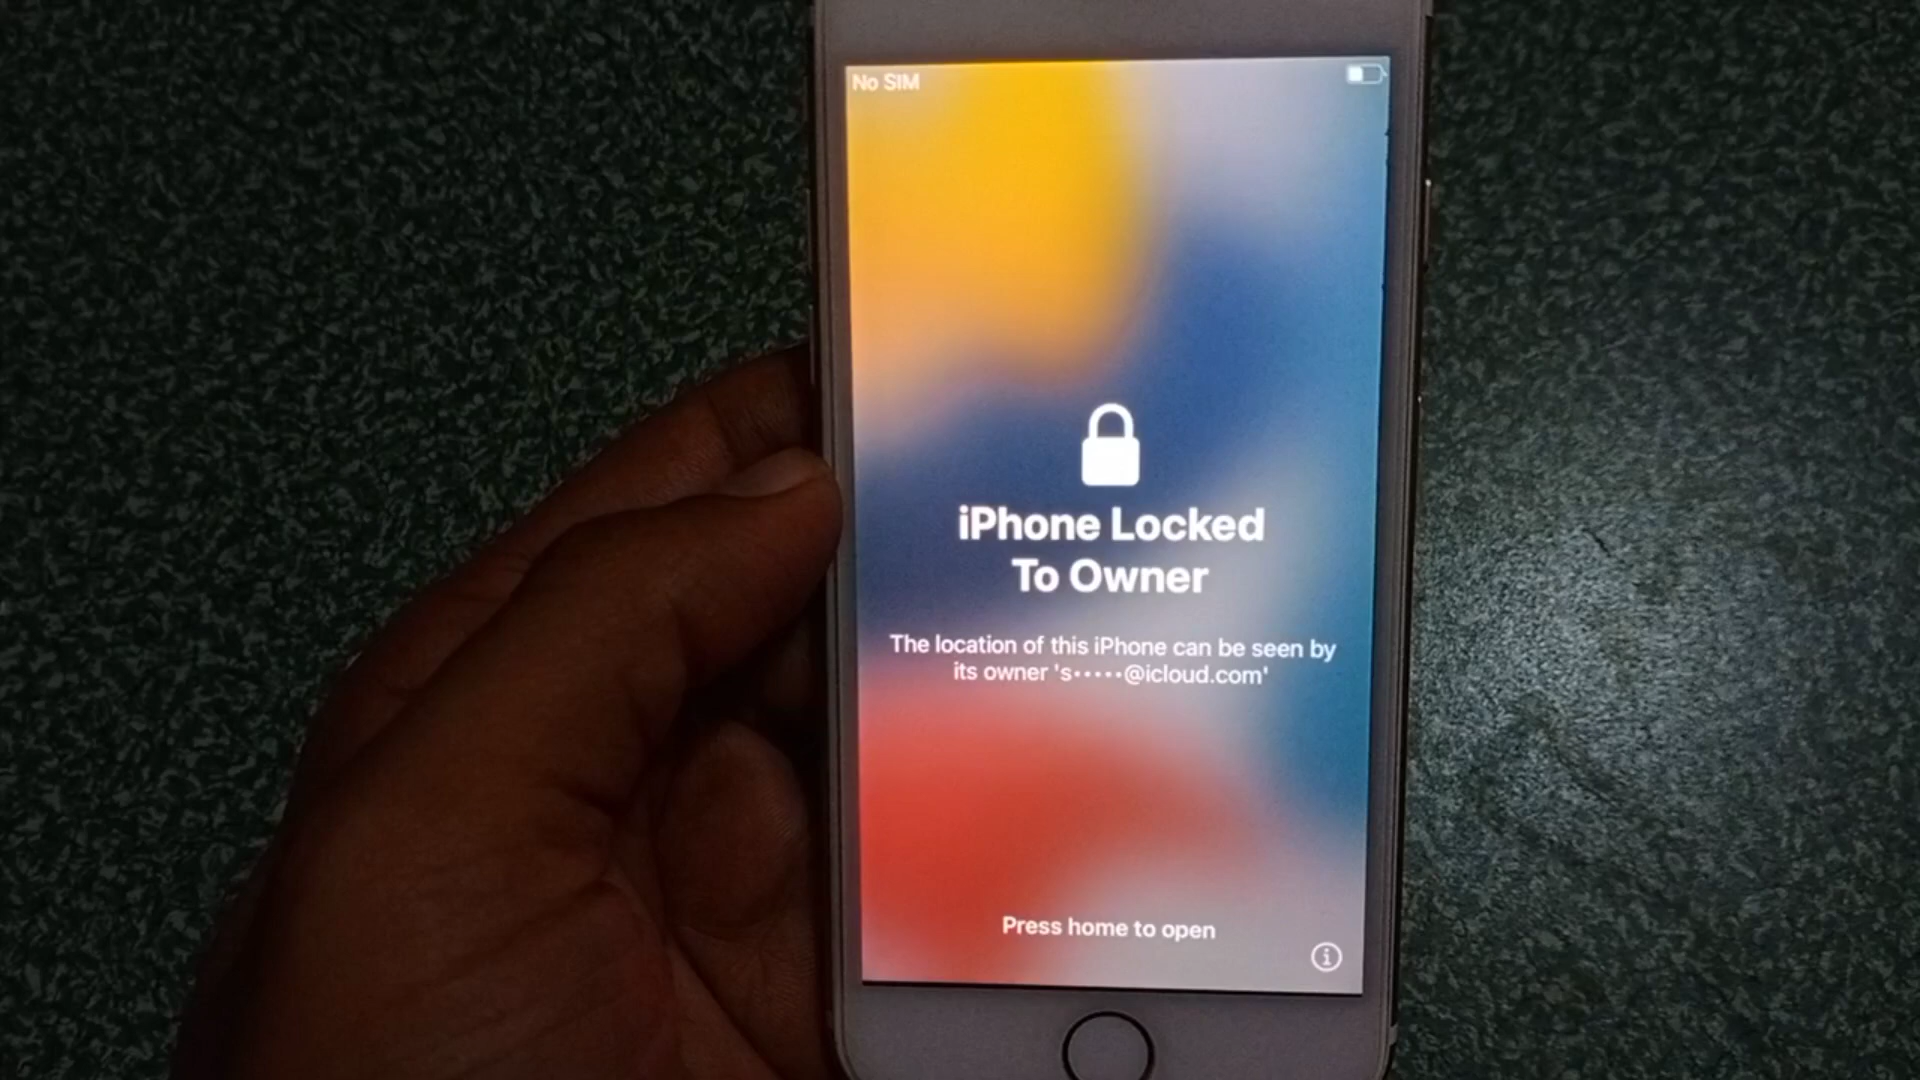 No SIM
iPhone Locked
To Owner
The location of this iPhone can be seen by
its owner 's•••••@icloud.com'
Press home to open